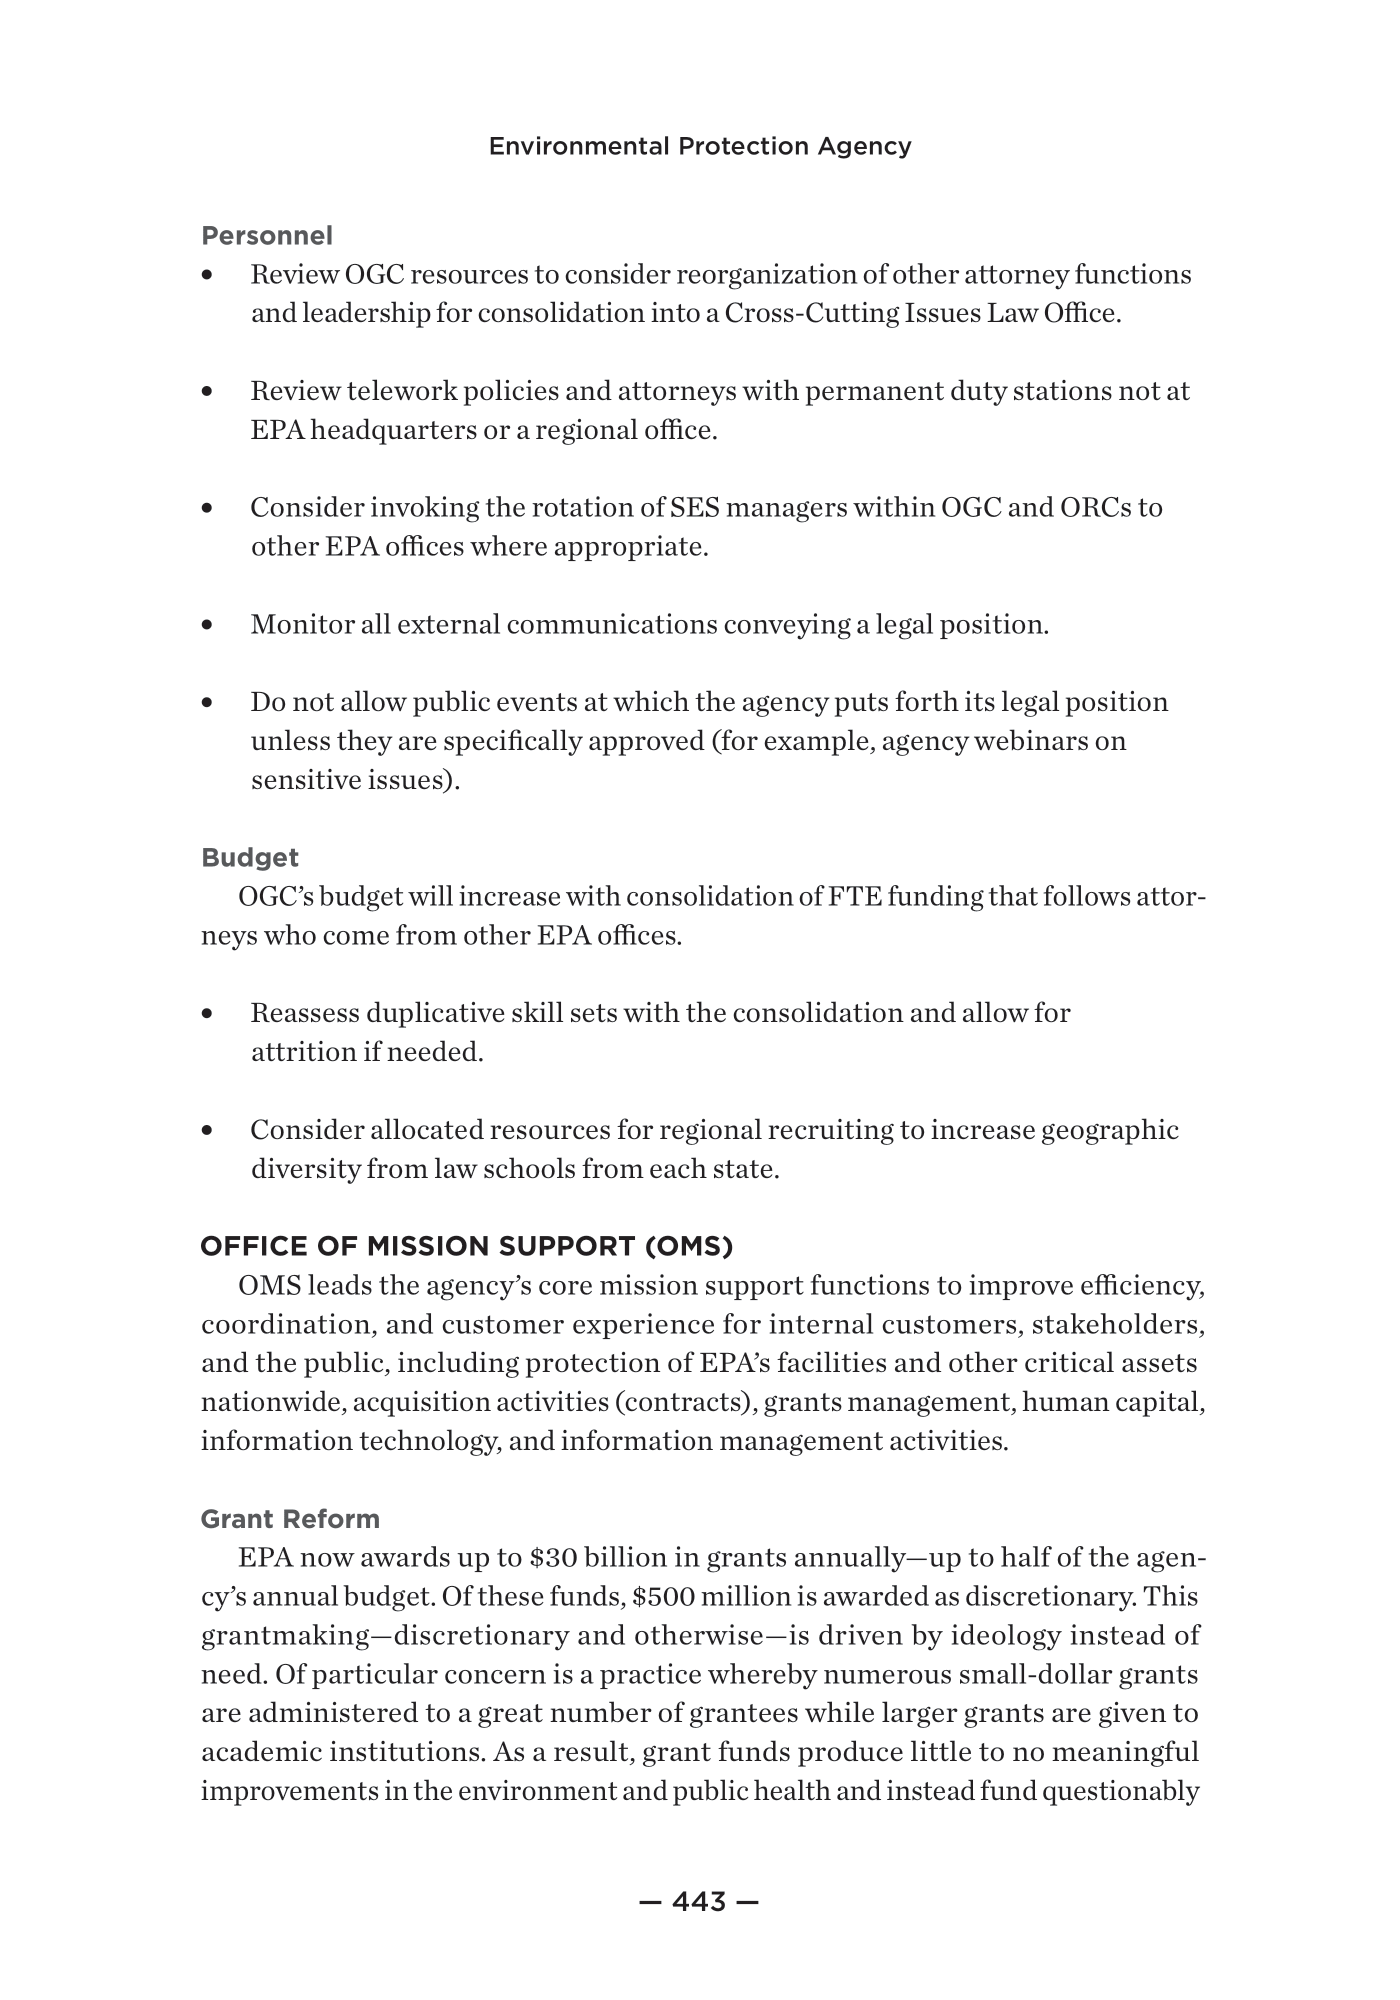 Environmental Protection Agency
Personnel
• Review OGC resources to consider reorganization of other attorney functions
and leadership for consolidation into a Cross-Cutting Issues Law Office.
• Review telework policies and attorneys with permanent duty stations not at
EPA headquarters or a regional office.
• Consider invoking the rotation of SES managers within OGC and ORCs to
other EPA offices where appropriate.
• Monitor all external communications conveying a legal position.
• Do not allow public events at which the agency puts forth its legal position
unless they are specifically approved (for example, agency webinars on
sensitive issues).
Budget
OGC’s budget will increase with consolidation of FTE funding that follows attor-
neys who come from other EPA offices.
• Reassess duplicative skill sets with the consolidation and allow for
attrition if needed.
• Consider allocated resources for regional recruiting to increase geographic
diversity from law schools from each state.
OFFICE OF MISSION SUPPORT (OMS)
OMS leads the agency’s core mission support functions to improve efficiency,
coordination, and customer experience for internal customers, stakeholders,
and the public, including protection of EPA’s facilities and other critical assets
nationwide, acquisition activities (contracts), grants management, human capital,
information technology, and information management activities.
Grant Reform
EPA now awards up to $30 billion in grants annually—up to half of the agen-
cy’s annual budget. Of these funds, $500 million is awarded as discretionary. This
grantmaking—discretionary and otherwise—is driven by ideology instead of
need. Of particular concern is a practice whereby numerous small-dollar grants
are administered to a great number of grantees while larger grants are given to
academic institutions. As a result, grant funds produce little to no meaningful
improvements in the environment and public health and instead fund questionably
— 443 —